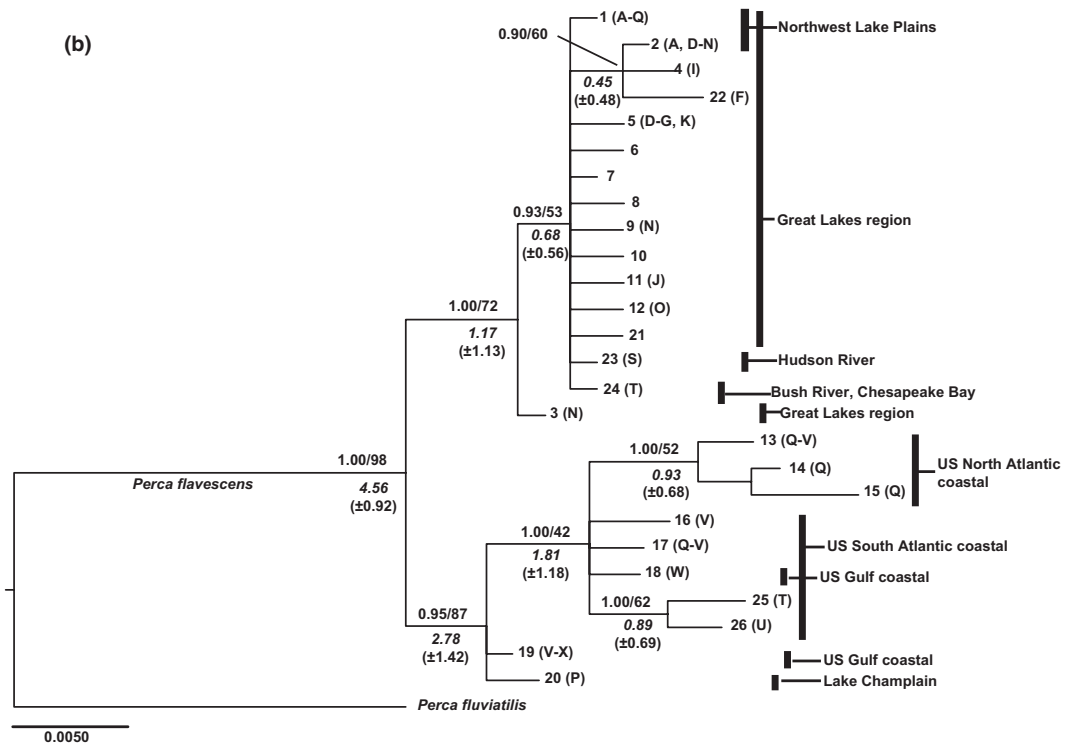 (b)
1 (A-Q)
Northwest Lake Plains
0.90/60
2 (A, D-N)
4 (I)
0.45
(±0.48)
22 (F)
5 (D-G, K)
6
7
8
0.93/53
9 (N)
Great Lakes region
0.68
(±0.56)
10
11 (J)
12 (O)
1.00/72
21
1.17
(±1.13)
23 (S)
Hudson River
24 (T)
Bush River, Chesapeake Bay
3 (N)
Great Lakes region
13 (Q-V)
1.00/52
14 (Q)
US North Atlantic
coastal
1.00/98
0.93
(±0.68)
15 (Q)
Perca flavescens
4.56
(±0.92)
16 (V)
1.00/42
17 (Q-V)
US South Atlantic coastal
1.81
(±1.18)
18 (W)
US Gulf coastal
1.00/62
25 (T)
0.95/87
0.89
(±0.69)
26 (U)
2.78
(±1.42)
19 (V-X)
US Gulf coastal
20 (P)
Lake Champlain
Perca fluviatilis
0.0050